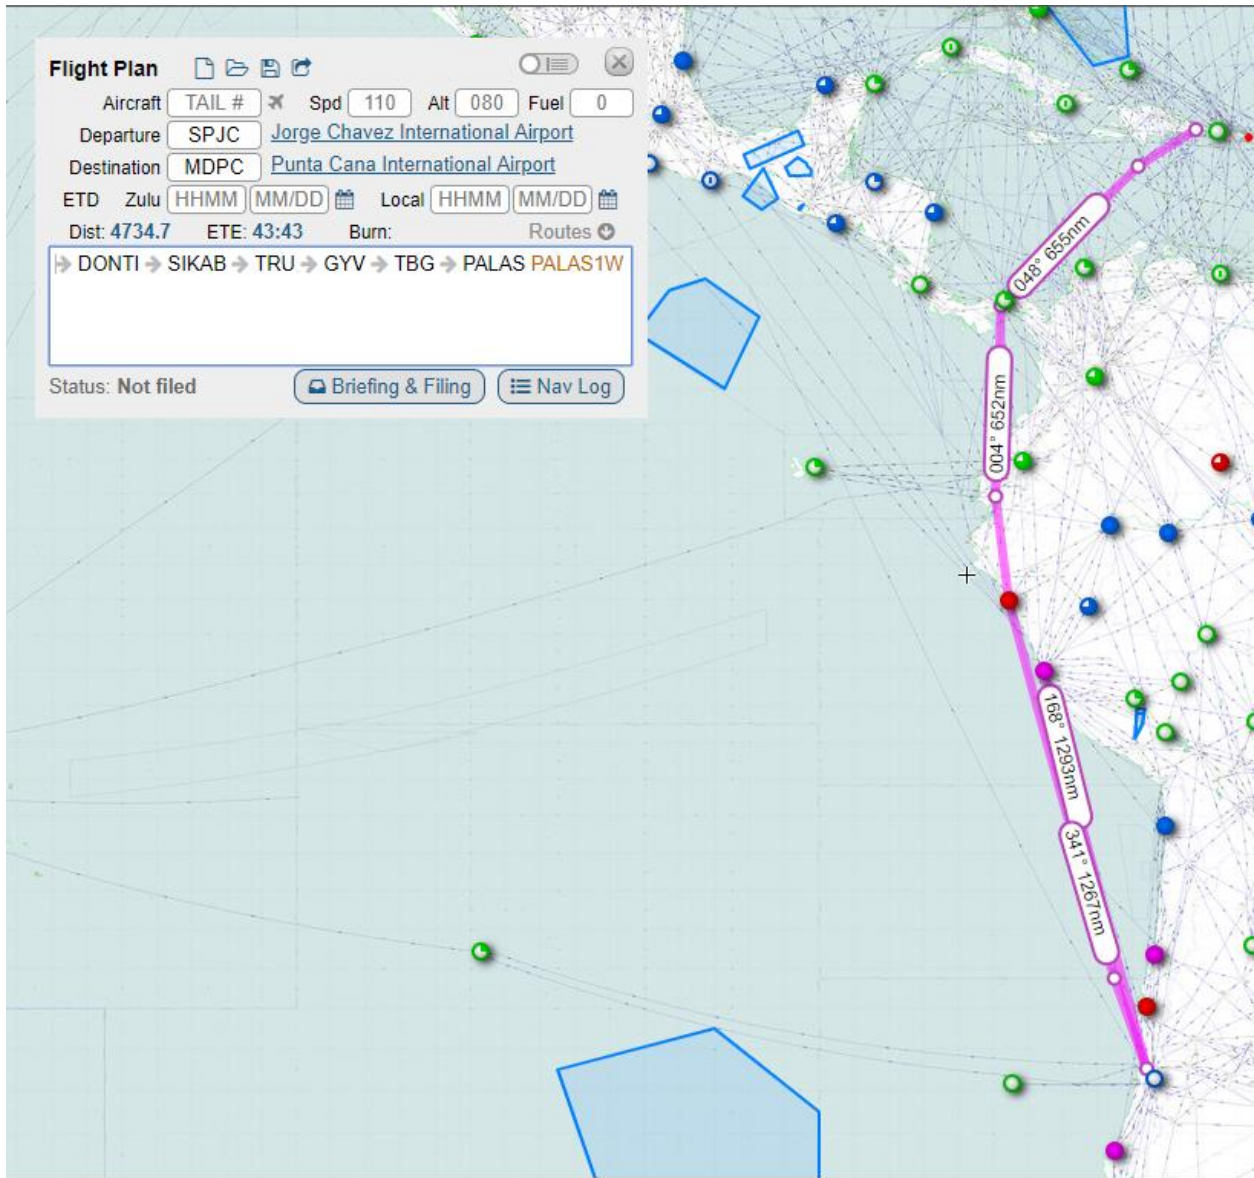 Flight Plan
Aircraft TAIL # Spd 110 Alt 080 Fuel 0
Departure SPJC Jorge Chavez International Airport
Destination MDPC Punta Cana International Airport
ETD Zulu HHMM MM/DD Local HHMM MM/DD
Dist: 4734.7 ETE: 43:43 Burn: Routes
DONTI SIKAB TRU GYV TBG PALAS PALAS1W
Status: Not filed Briefing & Filing Nav Log
048° 655nm
004° 652nm
168° 1293nm
341° 1267nm